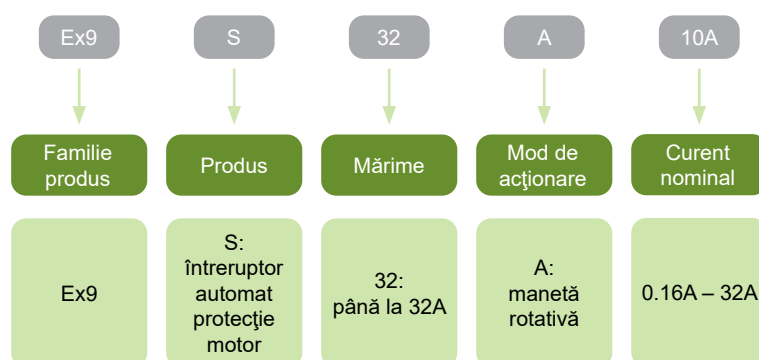 Ex9
S
32
A
10A
Familie
produs
Produs
Mărime
Mod de
acţionare
Curent
nominal
Ex9
S:
întreruptor
automat
protecţie
motor
32:
până la 32A
A:
manetă
rotativă
0.16A – 32A